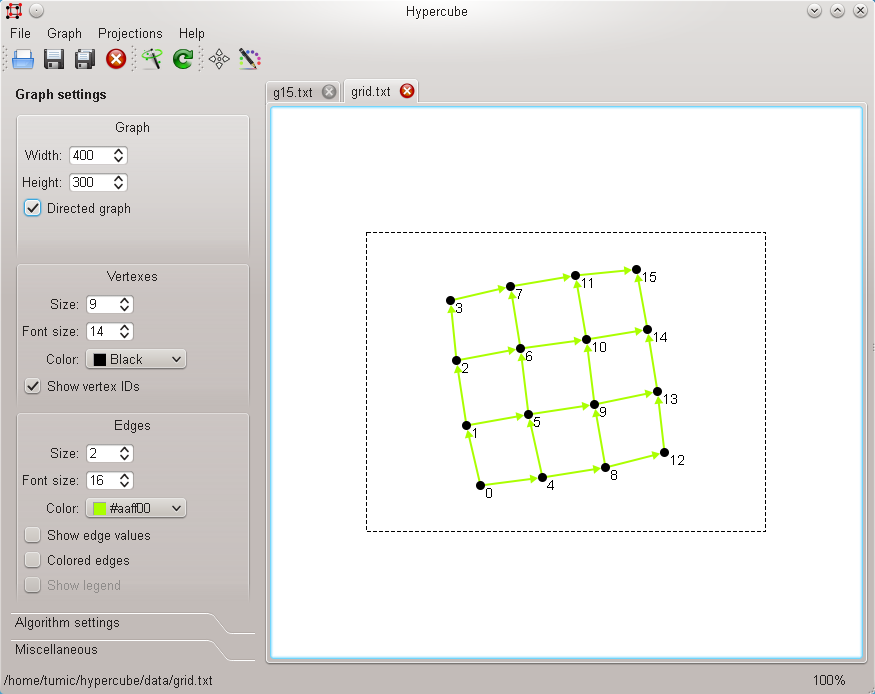 Hypercube
File Graph Projections Help
g15.txt grid.txt
Graph settings
Graph
Width: 400
Height: 300
Directed graph
Vertexes
Size: 9
Font size: 14
Color: Black
Show vertex IDs
Edges
Size: 2
Font size: 16
Color: #aaff00
Show edge values
Colored edges
Show legend
Algorithm settings
Miscellaneous
15
11
7
3
14
10
6
2
13
9
5
1
12
8
4
0
/home/tumic/hypercube/data/grid.txt 100%